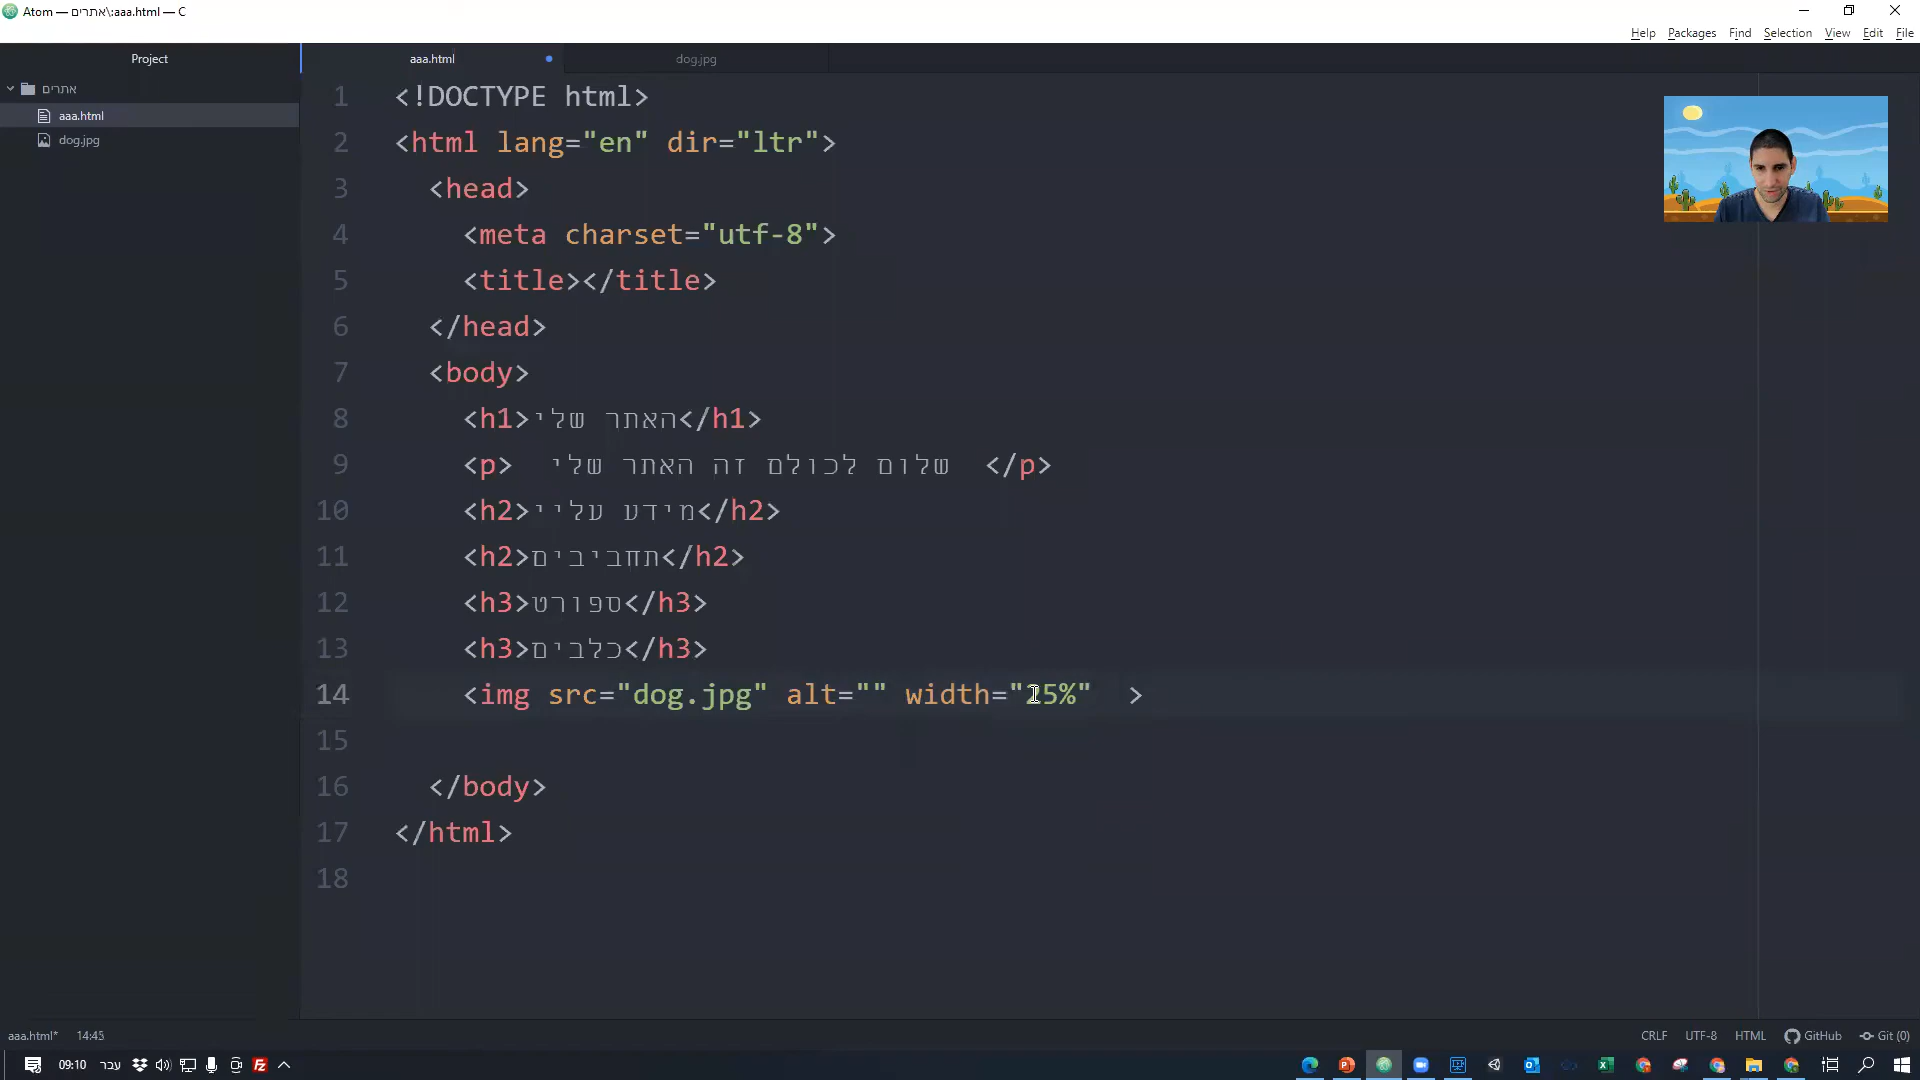 Atom — אתרים\:aaa.html — C
Help Packages Find Selection View Edit File
Project
אתרים
aaa.html
dog.jpg
aaa.html
dog.jpg
1 <!DOCTYPE html>
2 <html lang="en" dir="ltr">
3 <head>
4 <meta charset="utf-8">
5 <title></title>
6 </head>
7 <body>
8 <h1>האתר שלי</h1>
9 <p> שלום לכולם זה האתר שלי </p>
10 <h2>מידע עליי</h2>
11 <h2>תחביבים</h2>
12 <h3>ספורט</h3>
13 <h3>כלבים</h3>
14 <img src="dog.jpg" alt="" width="25%" >
15
16 </body>
17 </html>
18
aaa.html* 14:45
CRLF UTF-8 HTML GitHub Git (0)
09:10 עבר